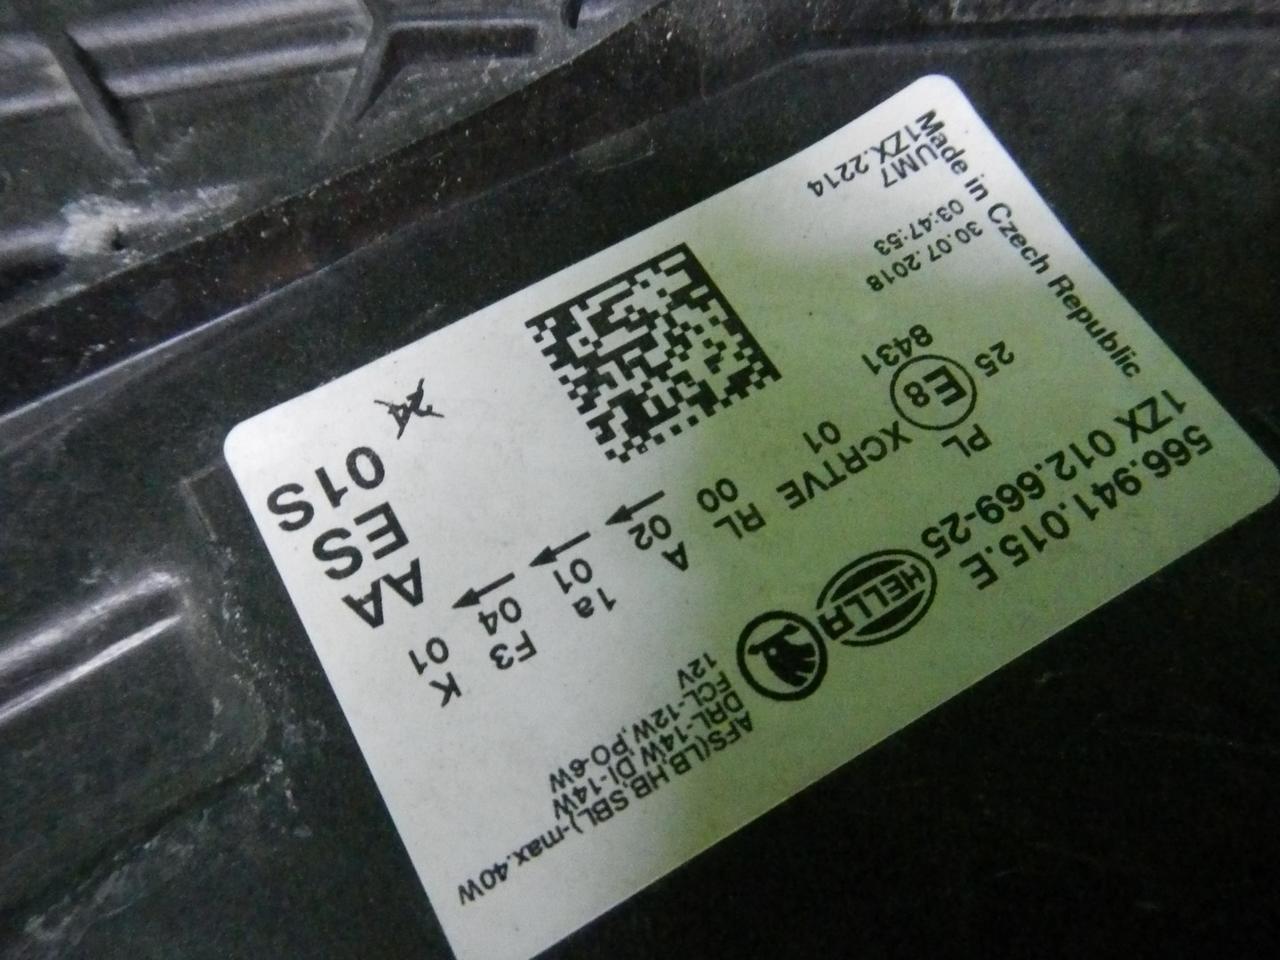 566.941.015.E
1ZX 012.669-25
HELLA
AFS(LB,HB,SBL)-max.40W
DRL-14W,DI-14W
FCL-12W,PO-6W
12V
PL XCRTVE RL A 1a F3 K
01 00 02 01 04 01
25 E8 8431
Made in Czech Republic
30.07.2018
03:47:53
UM7
1ZX.2214
AA
ES
01S